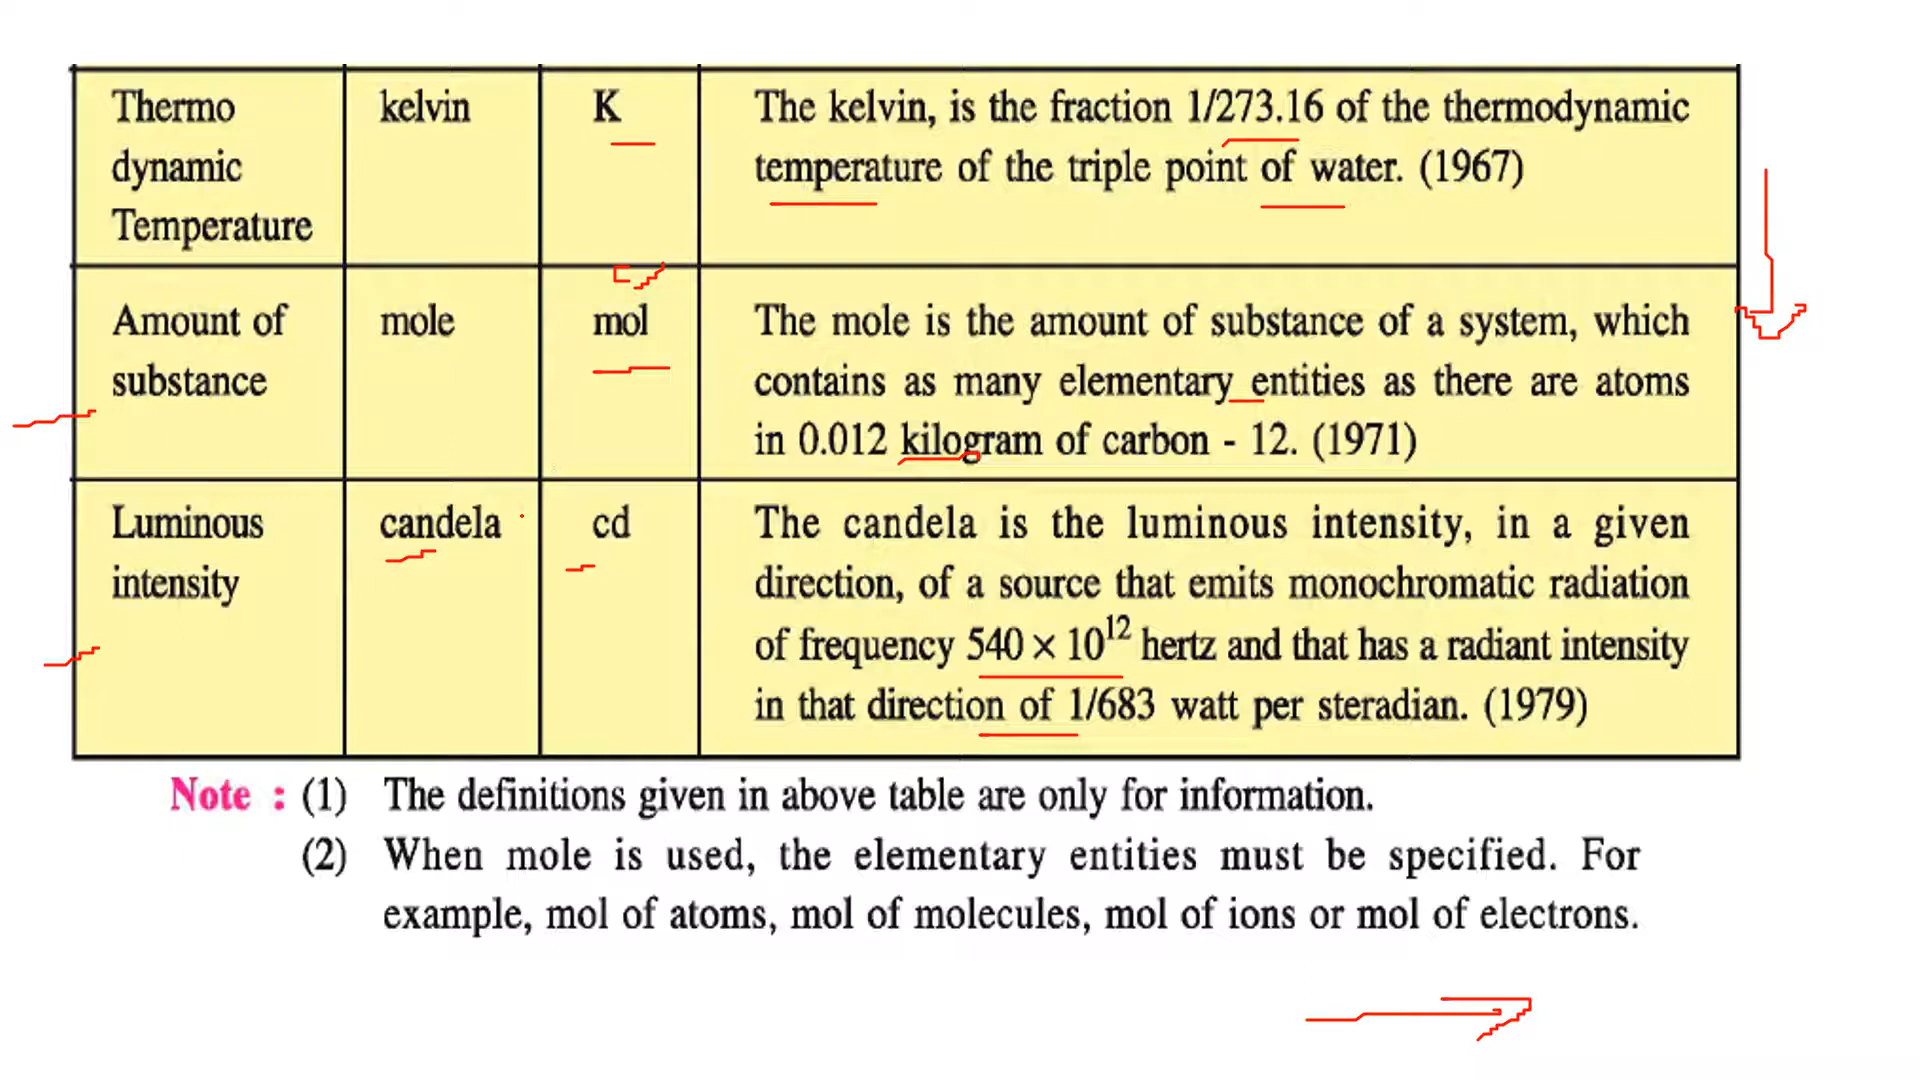 Thermo
dynamic
Temperature
kelvin
K
The kelvin, is the fraction 1/273.16 of the thermodynamic
temperature of the triple point of water. (1967)
Amount of
substance
mole
mol
The mole is the amount of substance of a system, which
contains as many elementary entities as there are atoms
in 0.012 kilogram of carbon - 12. (1971)
Luminous
intensity
candela
cd
The candela is the luminous intensity, in a given
direction, of a source that emits monochromatic radiation
of frequency 540 × 10¹² hertz and that has a radiant intensity
in that direction of 1/683 watt per steradian. (1979)
Note : (1) The definitions given in above table are only for information.
(2) When mole is used, the elementary entities must be specified. For
example, mol of atoms, mol of molecules, mol of ions or mol of electrons.